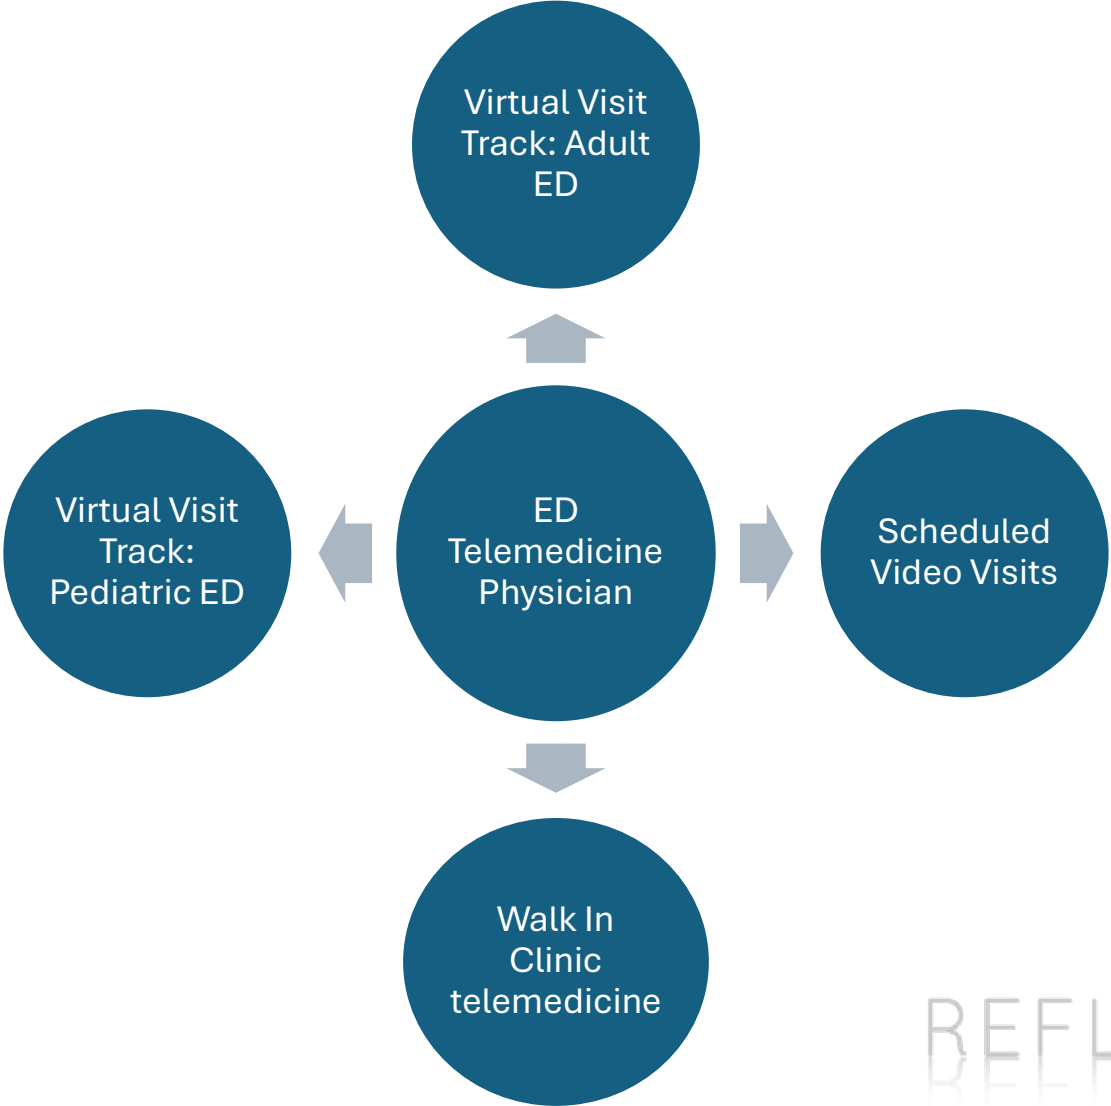 Virtual Visit
Track: Adult
ED
Virtual Visit
Track:
Pediatric ED
ED
Telemedicine
Physician
Scheduled
Video Visits
Walk In
Clinic
telemedicine
REFL